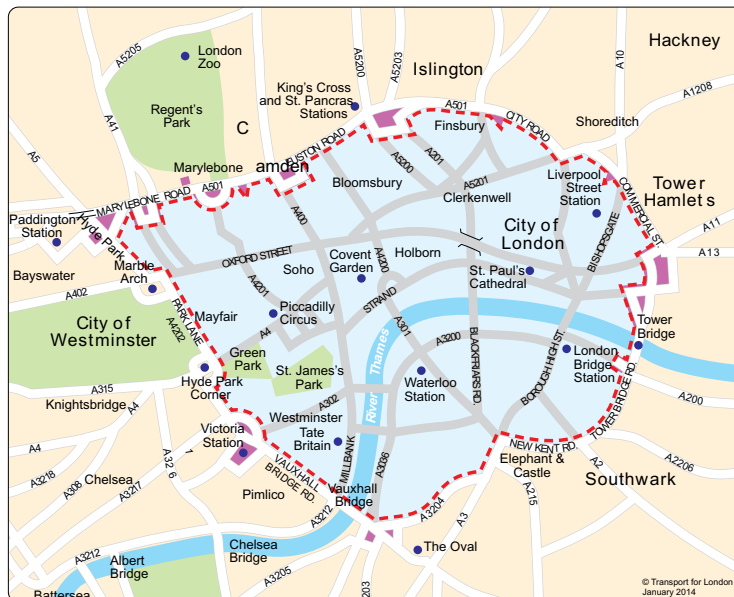 Hackney
A5205
London
Zoo
A5200
A5203
A10
Islington
King's Cross
and St. Pancras
Stations
A501
CITY ROAD
A1208
A41
Regent's
Park
C
amden
Finsbury
Shoreditch
A5
Marylebone
EUSTON ROAD
A5200
A201
Bloomsbury
A5201
Clerkenwell
Liverpool
Street
Station
COMMERCIAL ST.
Tower
Hamlets
MARYLEBONE ROAD
A501
A400
Paddington
Station
Hyde Park
City of
London
BISHOPSGATE
A11
A13
OXFORD STREET
Bayswater
Marble
Arch
Soho
Covent
Garden
A4200
Holborn
St. Paul's
Cathedral
A402
A4201
STRAND
PARK LANE
A4202
Mayfair
Piccadilly
Circus
City of
Westminster
A4
A301
A3200
BLACKFRIARS RD.
BOROUGH HIGH ST.
Tower
Bridge
Green
Park
River Thames
London
Bridge
Station
St. James's
Park
Waterloo
Station
A315
Hyde Park
Corner
Knightsbridge
A4
A302
A200
TOWER BRIDGE RD.
Westminster
Tate
Britain
Victoria
Station
A4
A3218
A308
Chelsea
A3217
A32 6
1
VAUXHALL
BRIDGE RD.
MILLBANK
A3036
NEW KENT RD.
Elephant &
Castle
A2
A2206
Southwark
Pimlico
Vauxhall
Bridge
A3212
A3204
A3
A215
A3212
Albert
Bridge
Chelsea
Bridge
The Oval
A3205
203
Battersea
© Transport for London
January 2014